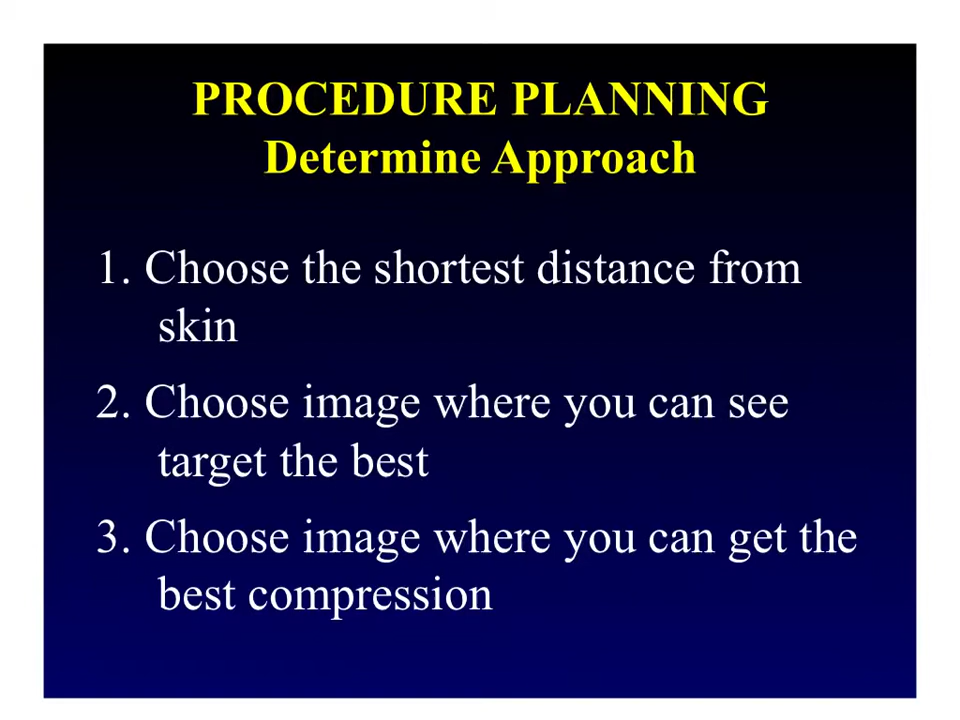 PROCEDURE PLANNING
Determine Approach
1. Choose the shortest distance from
skin
2. Choose image where you can see
target the best
3. Choose image where you can get the
best compression